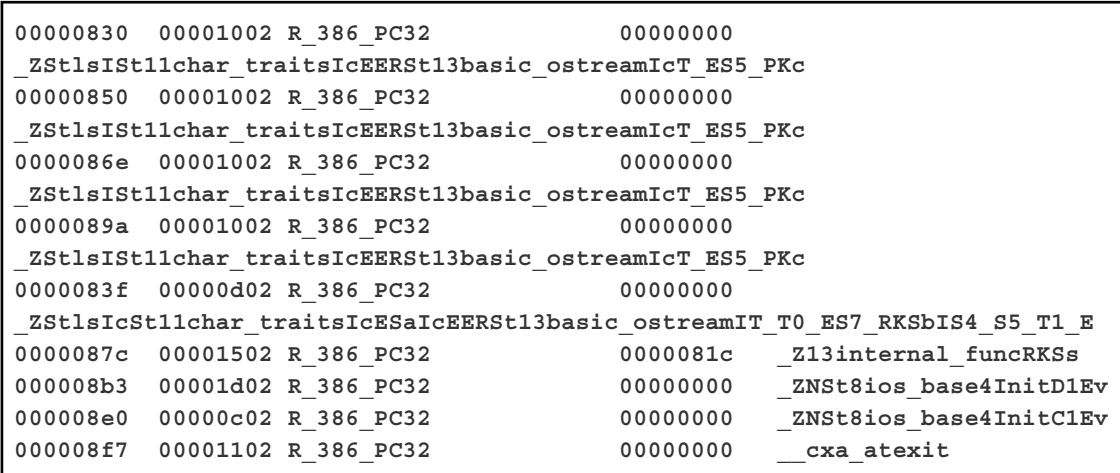 00000830  00001002 R_386_PC32            00000000
_ZStlsISt11char_traitsIcEERSt13basic_ostreamIcT_ES5_PKc
00000850  00001002 R_386_PC32            00000000
_ZStlsISt11char_traitsIcEERSt13basic_ostreamIcT_ES5_PKc
0000086e  00001002 R_386_PC32            00000000
_ZStlsISt11char_traitsIcEERSt13basic_ostreamIcT_ES5_PKc
0000089a  00001002 R_386_PC32            00000000
_ZStlsISt11char_traitsIcEERSt13basic_ostreamIcT_ES5_PKc
0000083f  00000d02 R_386_PC32            00000000
_ZStlsIcSt11char_traitsIcESaIcEERSt13basic_ostreamIT_T0_ES7_RKSbIS4_S5_T1_E
0000087c  00001502 R_386_PC32            0000081c   _Z13internal_funcRKSs
000008b3  00001d02 R_386_PC32            00000000   _ZNSt8ios_base4InitD1Ev
000008e0  00000c02 R_386_PC32            00000000   _ZNSt8ios_base4InitC1Ev
000008f7  00001102 R_386_PC32            00000000   __cxa_atexit